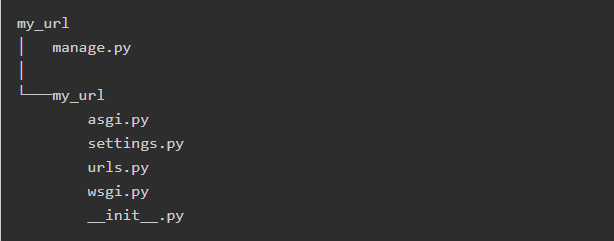 my_url
│   manage.py
│
└───my_url
        asgi.py
        settings.py
        urls.py
        wsgi.py
        __init__.py